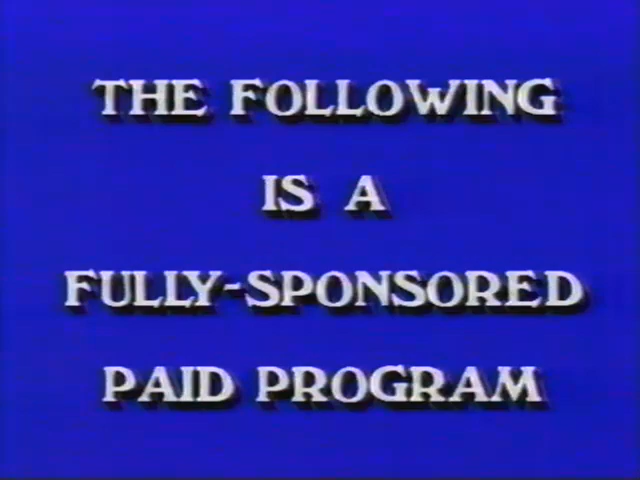 THE FOLLOWING
IS A
FULLY-SPONSORED
PAID PROGRAM